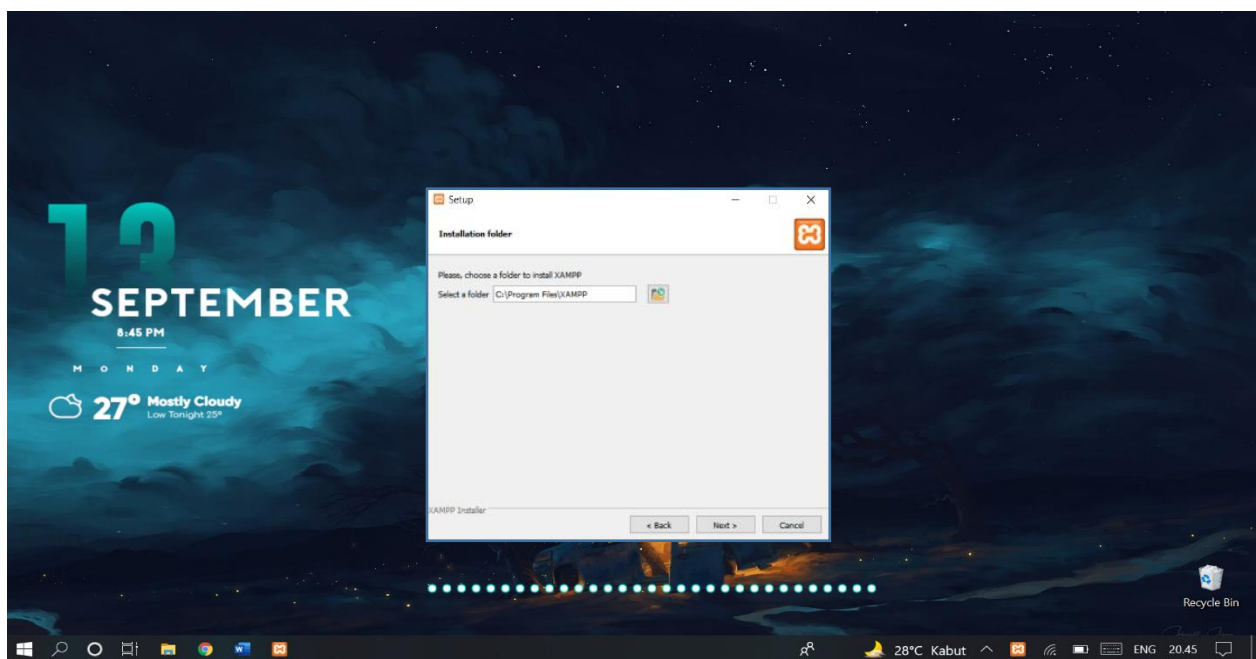 Setup
Installation folder
Please, choose a folder to install XAMPP
Select a folder C:\Program Files\XAMPP
XAMPP Installer
< Back Next > Cancel
13
SEPTEMBER
8:45 PM
MONDAY
27° Mostly Cloudy
Low Tonight 25°
Recycle Bin
28°C Kabut ENG 20.45